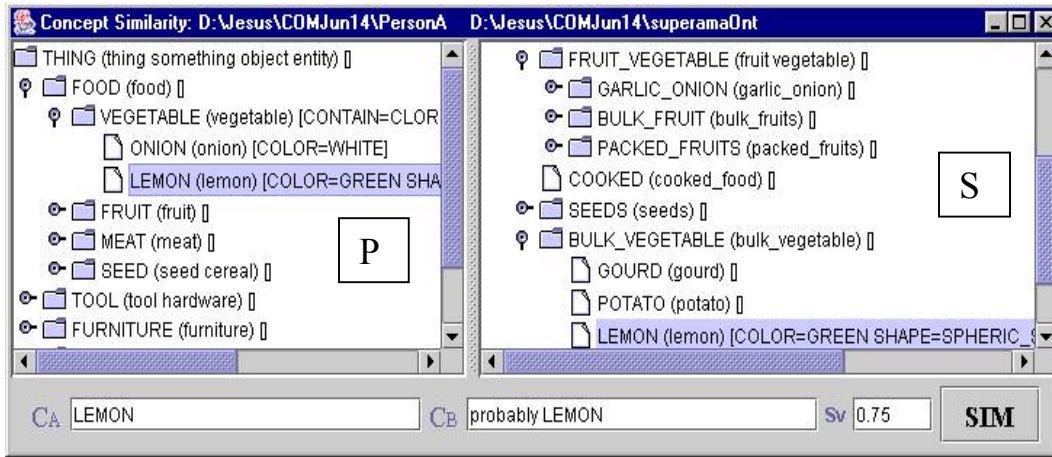 Concept Similarity: D:\Jesus\COMJun14\PersonA D:\Jesus\COMJun14\superamaOnt
THING (thing something object entity) []
FOOD (food) []
VEGETABLE (vegetable) [CONTAIN=CLOR
ONION (onion) [COLOR=WHITE]
LEMON (lemon) [COLOR=GREEN SHA
FRUIT (fruit) []
MEAT (meat) []
SEED (seed cereal) []
TOOL (tool hardware) []
FURNITURE (furniture) []
P
FRUIT_VEGETABLE (fruit vegetable) []
GARLIC_ONION (garlic_onion) []
BULK_FRUIT (bulk_fruits) []
PACKED_FRUITS (packed_fruits) []
COOKED (cooked_food) []
SEEDS (seeds) []
BULK_VEGETABLE (bulk_vegetable) []
GOURD (gourd) []
POTATO (potato) []
LEMON (lemon) [COLOR=GREEN SHAPE=SPHERIC_S
S
CA LEMON CB probably LEMON Sv 0.75 SIM